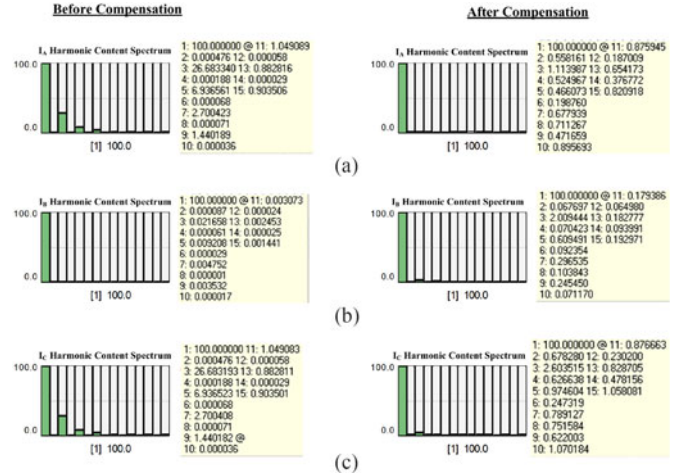 Before Compensation
After Compensation
IA Harmonic Content Spectrum
100.0
0.0
[1] 100.0
1: 100.000000 @ 11: 1.049089
2: 0.000476 12: 0.000058
3: 26.683340 13: 0.882816
4: 0.000188 14: 0.000029
5: 6.936561 15: 0.903506
6: 0.000068
7: 2.700423
8: 0.000071
9: 1.440189
10: 0.000036
IA Harmonic Content Spectrum
100.0
0.0
[1] 100.0
1: 100.000000 @ 11: 0.875945
2: 0.558161 12: 0.187009
3: 1.113987 13: 0.654173
4: 0.524967 14: 0.376772
5: 0.466073 15: 0.820918
6: 0.198760
7: 0.677939
8: 0.711267
9: 0.471659
10: 0.895693
(a)
IB Harmonic Content Spectrum
100.0
0.0
[1] 100.0
1: 100.000000 @ 11: 0.003073
2: 0.000087 12: 0.000024
3: 0.021658 13: 0.002453
4: 0.000061 14: 0.000025
5: 0.009208 15: 0.001441
6: 0.000029
7: 0.004752
8: 0.000001
9: 0.003532
10: 0.000017
IB Harmonic Content Spectrum
100.0
0.0
[1] 100.0
1: 100.000000 @ 11: 0.179386
2: 0.067697 12: 0.064980
3: 2.009444 13: 0.182777
4: 0.070423 14: 0.093991
5: 0.609491 15: 0.192971
6: 0.092354
7: 0.296535
8: 0.103843
9: 0.245450
10: 0.071170
(b)
IC Harmonic Content Spectrum
100.0
0.0
[1] 100.0
1: 100.000000 11: 1.049083
2: 0.000476 12: 0.000058
3: 26.683193 13: 0.882811
4: 0.000188 14: 0.000029
5: 6.936523 15: 0.903501
6: 0.000068
7: 2.700408
8: 0.000071
9: 1.440182 @
10: 0.000036
IC Harmonic Content Spectrum
100.0
0.0
[1] 100.0
1: 100.000000 @ 11: 0.876663
2: 0.678280 12: 0.230200
3: 2.603515 13: 0.828705
4: 0.626638 14: 0.478156
5: 0.974604 15: 1.058081
6: 0.247319
7: 0.789127
8: 0.751584
9: 0.622003
10: 1.070184
(c)